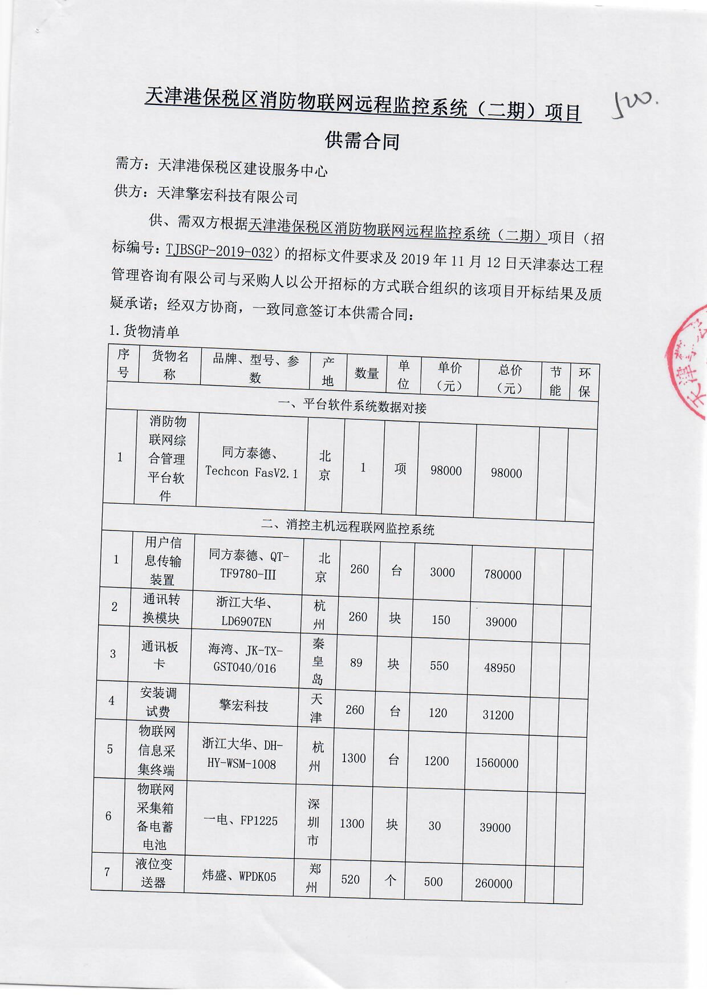 天津港保税区消防物联网远程监控系统（二期）项目
供需合同
需方：天津港保税区建设服务中心
供方：天津擎宏科技有限公司
供、需双方根据天津港保税区消防物联网远程监控系统（二期）项目（招
标编号：TJBSGP-2019-032）的招标文件要求及 2019 年 11 月 12 日天津泰达工程
管理咨询有限公司与采购人以公开招标的方式联合组织的该项目开标结果及质
疑承诺；经双方协商，一致同意签订本供需合同：
1.货物清单
序号 货物名称 品牌、型号、参数 产地 数量 单位 单价（元） 总价（元） 节能 环保
一、平台软件系统数据对接
1 消防物联网综合管理平台软件 同方泰德、Techcon FasV2.1 北京 1 项 98000 98000
二、消控主机远程联网监控系统
1 用户信息传输装置 同方泰德、QT-TF9780-III 北京 260 台 3000 780000
2 通讯转换模块 浙江大华、LD6907EN 杭州 260 块 150 39000
3 通讯板卡 海湾、JK-TX-GST040/016 秦皇岛 89 块 550 48950
4 安装调试费 擎宏科技 天津 260 台 120 31200
5 物联网信息采集终端 浙江大华、DH-HY-WSM-1008 杭州 1300 台 1200 1560000
6 物联网采集箱备电蓄电池 一电、FP1225 深圳市 1300 块 30 39000
7 液位变送器 炜盛、WPDK05 郑州 520 个 500 260000
天津擎宏